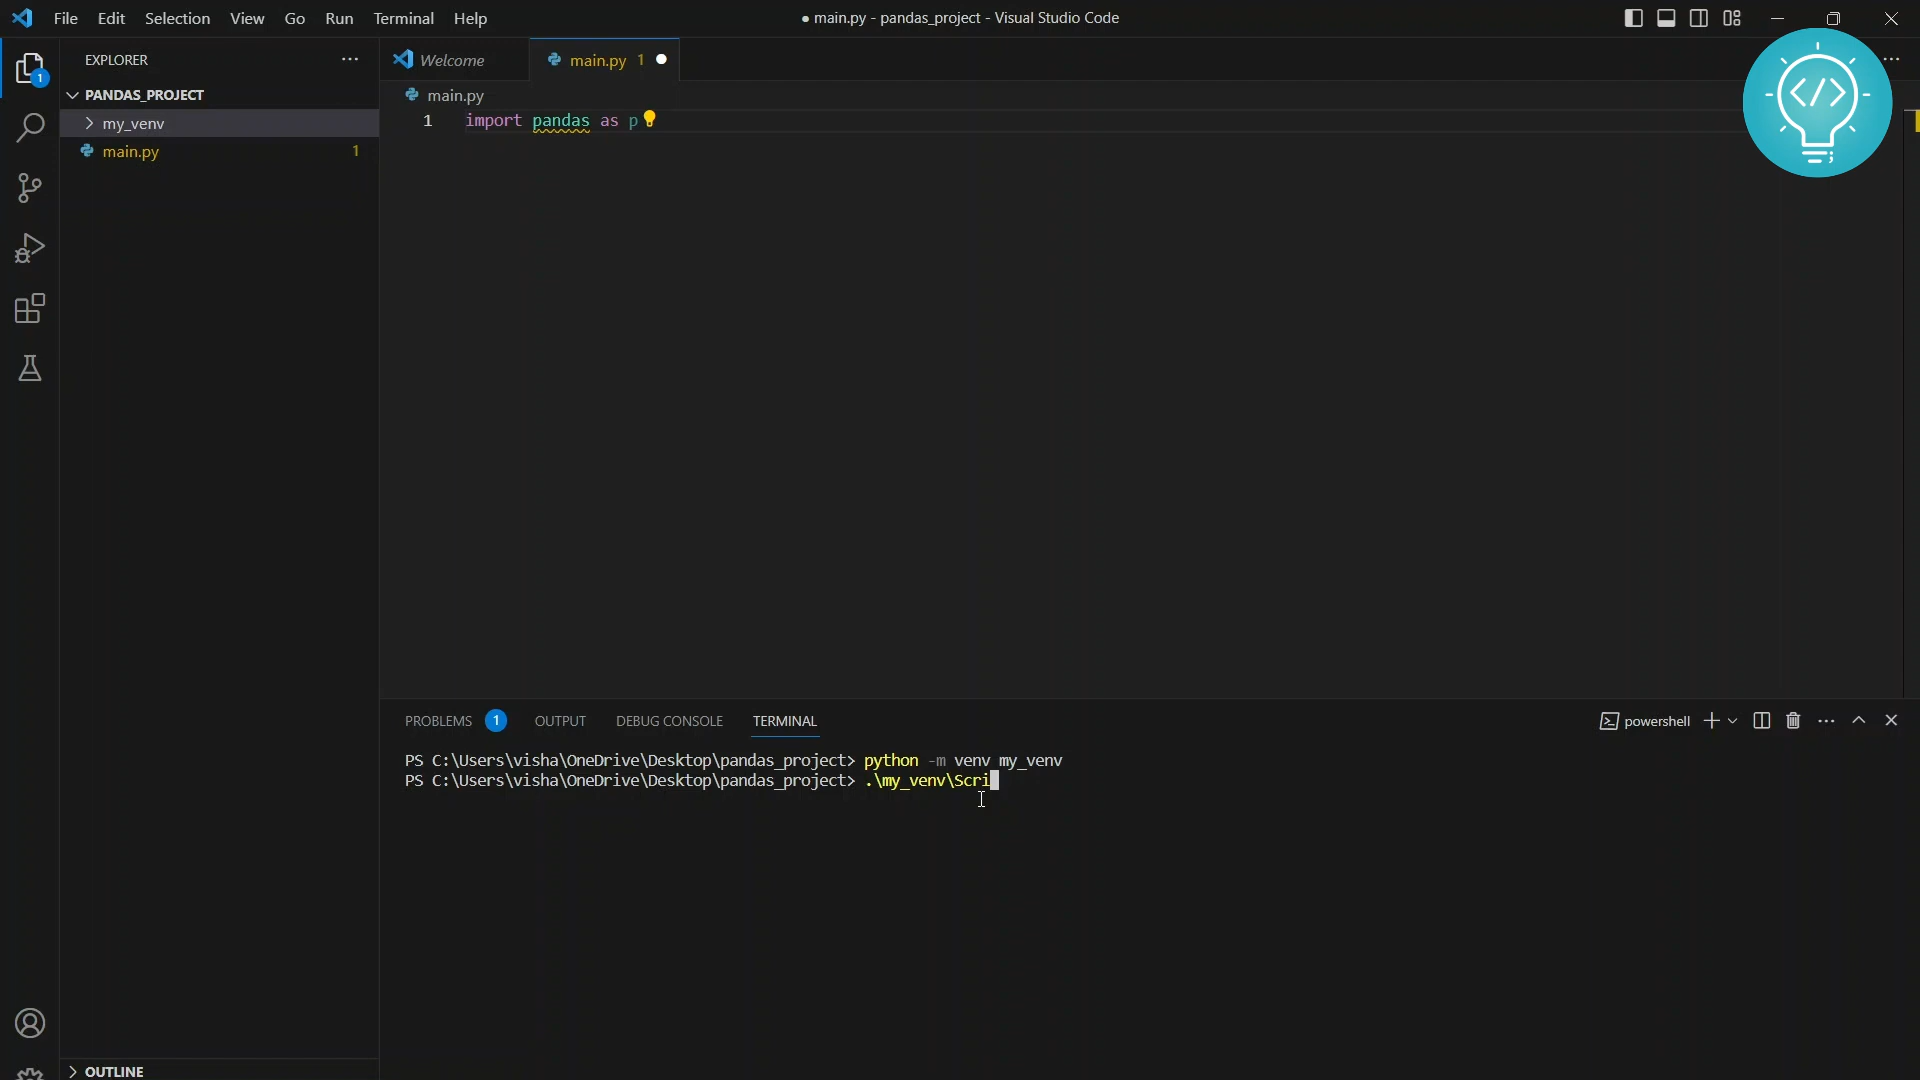 File Edit Selection View Go Run Terminal Help
● main.py - pandas_project - Visual Studio Code
1
EXPLORER
PANDAS_PROJECT
my_venv
main.py 1
OUTLINE
Welcome
main.py 1
main.py
1 import pandas as p
</>
;
PROBLEMS 1 OUTPUT DEBUG CONSOLE TERMINAL
powershell
PS C:\Users\visha\OneDrive\Desktop\pandas_project> python -m venv my_venv
PS C:\Users\visha\OneDrive\Desktop\pandas_project> .\my_venv\Scri